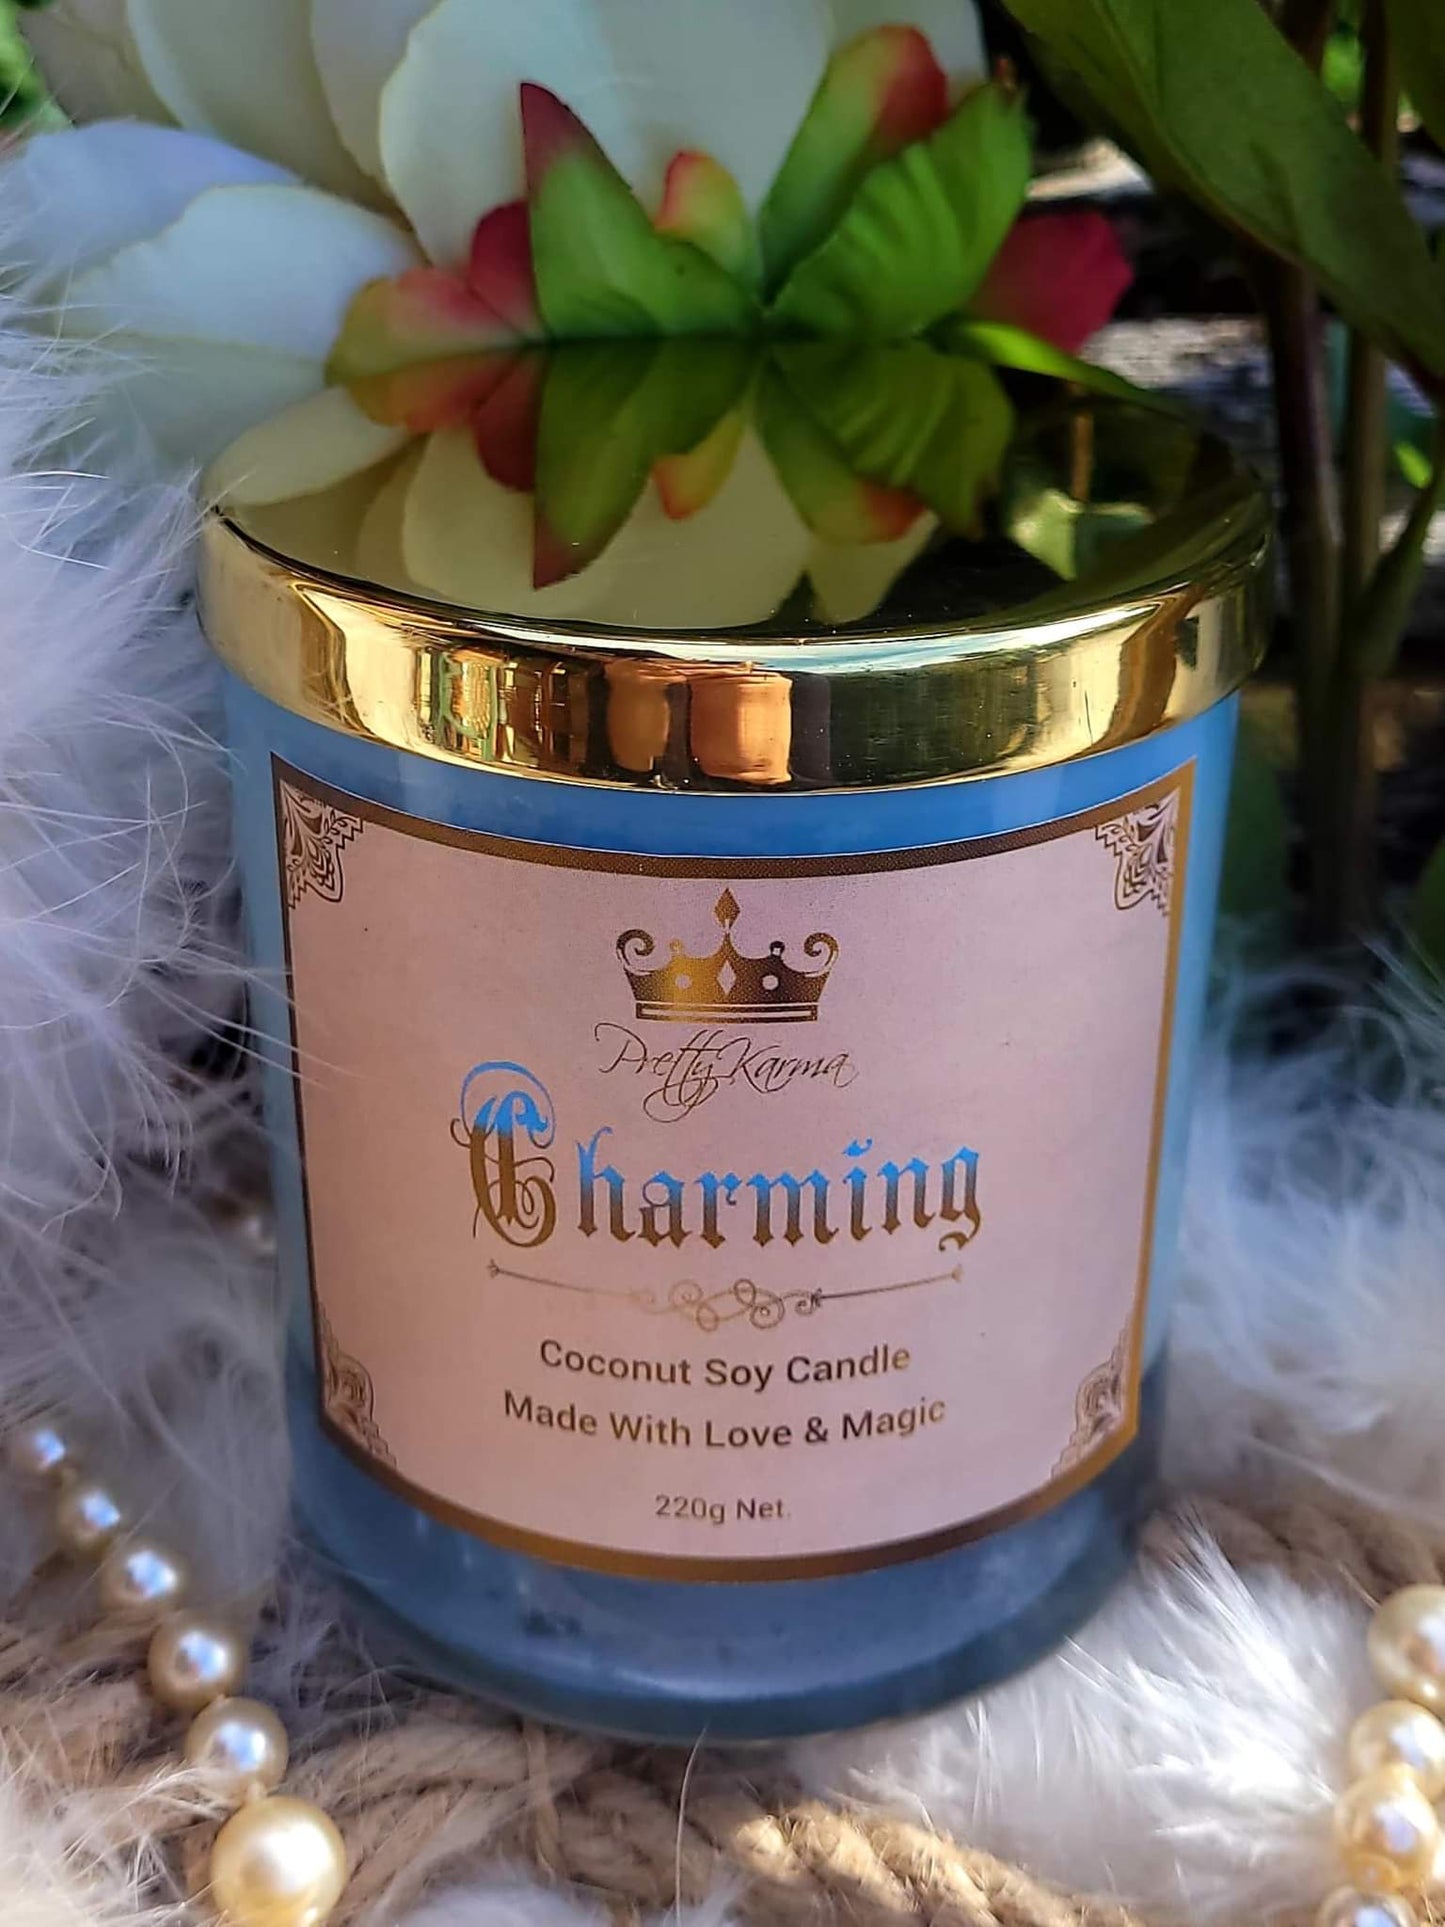 Pretty Karma
Charming
Coconut Soy Candle
Made With Love & Magic
220g Net.